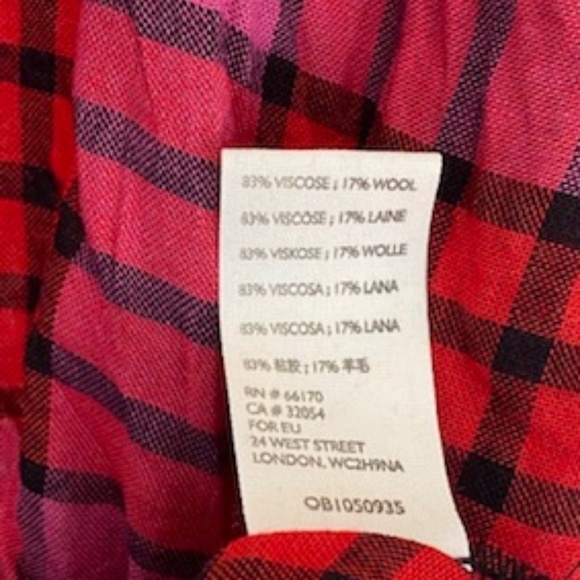 83% VISCOSE ; 17% WOOL
83% VISCOSE ; 17% LAINE
83% VISKOSE ; 17% WOLLE
83% VISCOSA ; 17% LANA
83% VISCOSA ; 17% LANA
83% 粘胶 ; 17% 羊毛
RN # 66170
CA # 32054
FOR EU
24 WEST STREET
LONDON, WC2H9NA
OB1050935